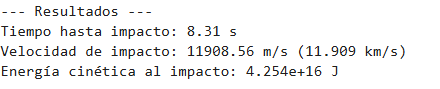 --- Resultados ---
Tiempo hasta impacto: 8.31 s
Velocidad de impacto: 11908.56 m/s (11.909 km/s)
Energía cinética al impacto: 4.254e+16 J